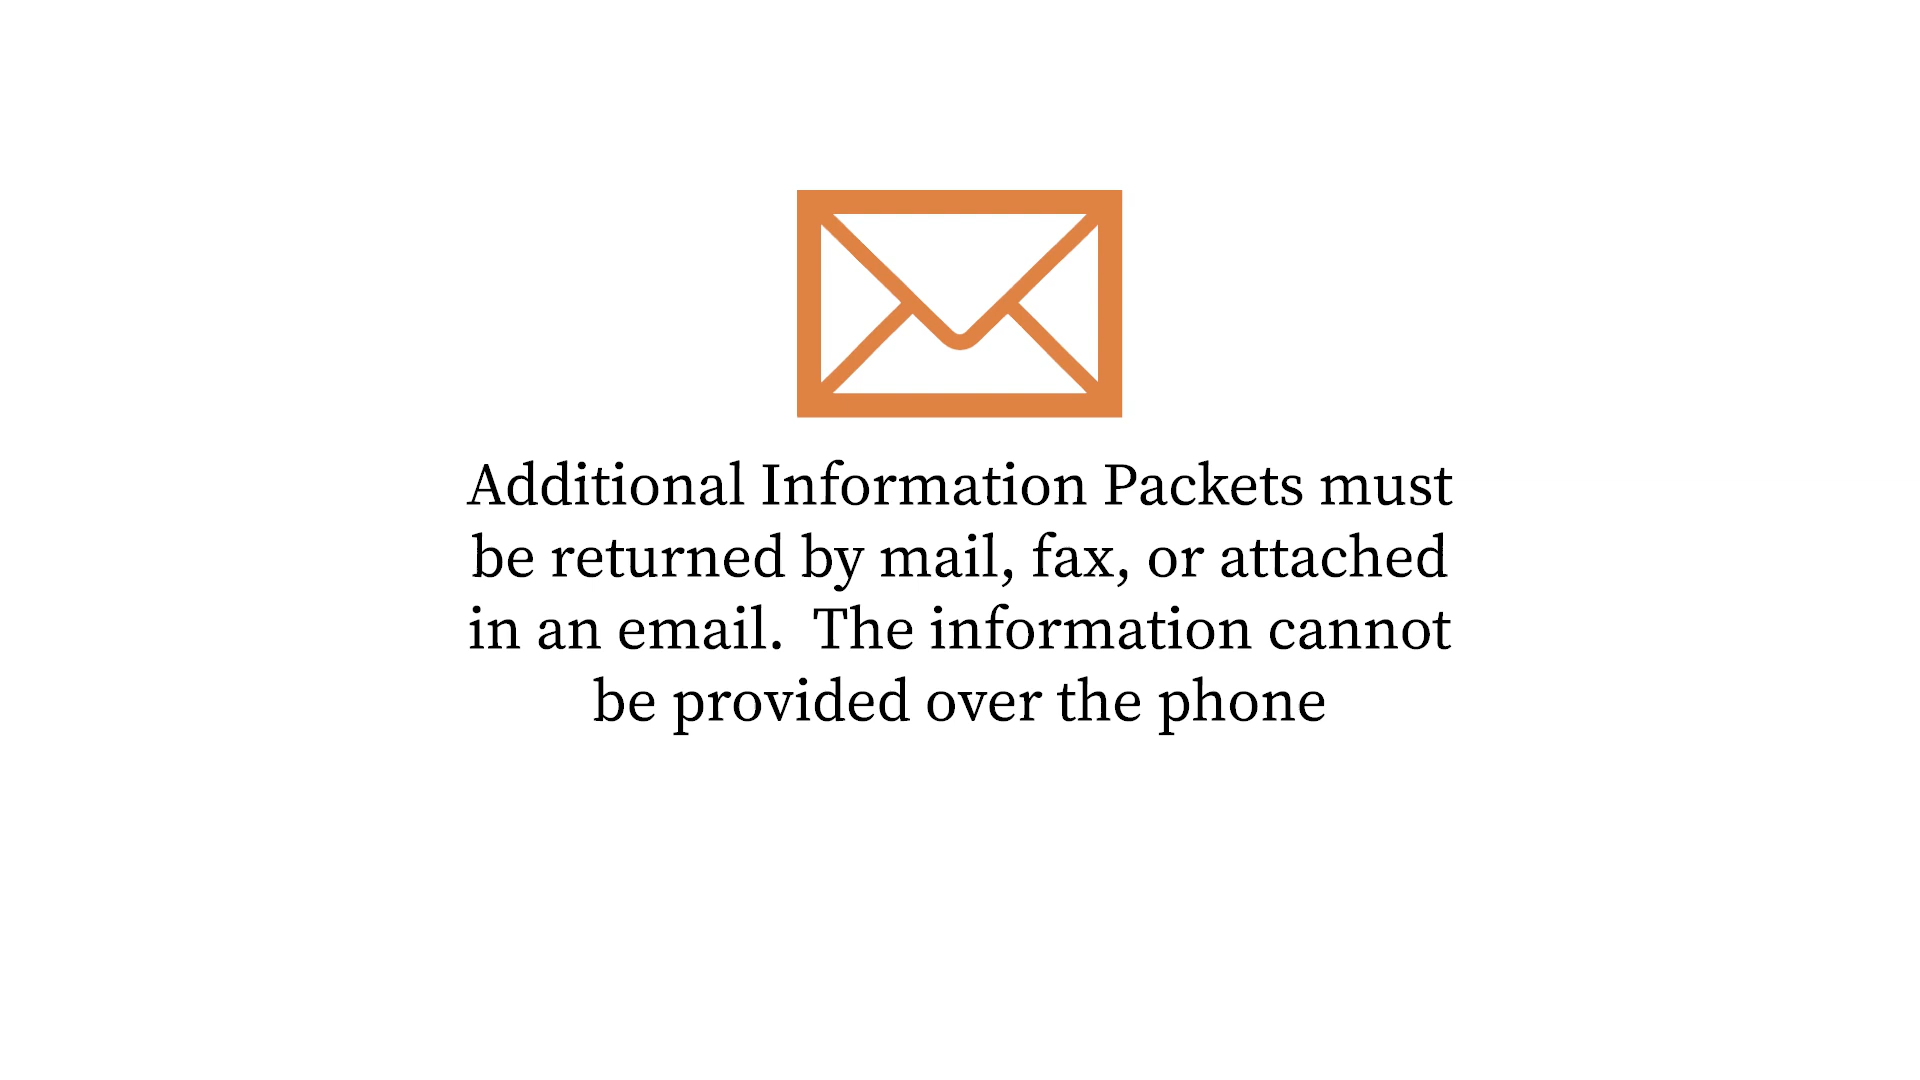 Additional Information Packets must
be returned by mail, fax, or attached
in an email.  The information cannot
be provided over the phone